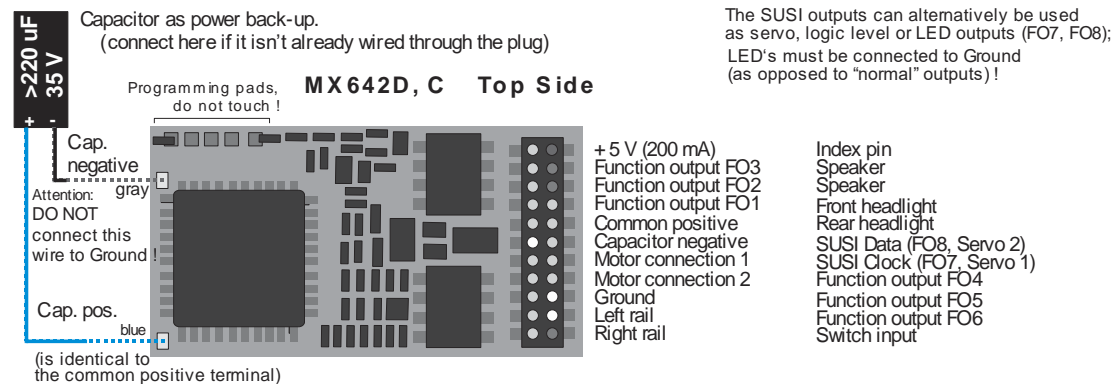 >220 uF
35 V
+ -
Capacitor as power back-up.
(connect here if it isn't already wired through the plug)
The SUSI outputs can alternatively be used
as servo, logic level or LED outputs (FO7, FO8);
LED's must be connected to Ground
(as opposed to "normal" outputs) !
Programming pads,
do not touch !
MX642D, C Top Side
Cap.
negative
gray
Attention:
DO NOT
connect this
wire to Ground !
Cap. pos.
blue
(is identical to
the common positive terminal)
+ 5 V (200 mA)
Function output FO3
Function output FO2
Function output FO1
Common positive
Capacitor negative
Motor connection 1
Motor connection 2
Ground
Left rail
Right rail
Index pin
Speaker
Speaker
Front headlight
Rear headlight
SUSI Data (FO8, Servo 2)
SUSI Clock (FO7, Servo 1)
Function output FO4
Function output FO5
Function output FO6
Switch input